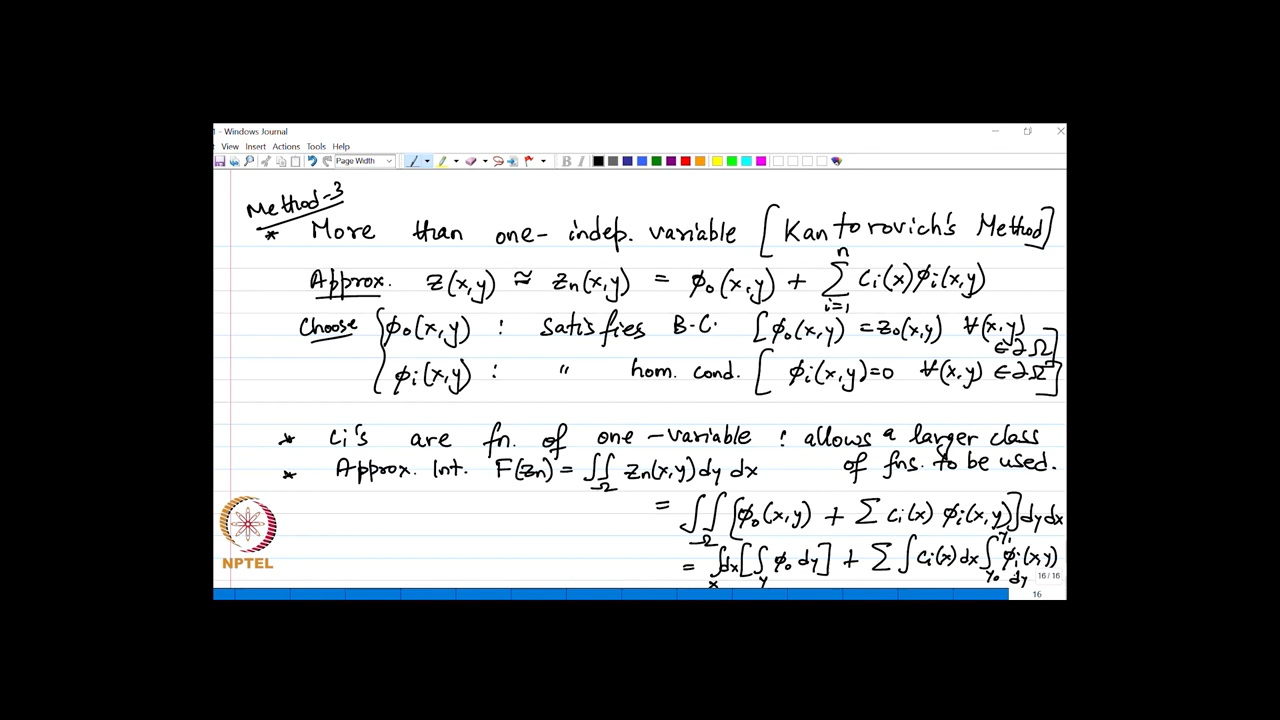 - Windows Journal
View Insert Actions Tools Help
Page Width
B I
Method-3
* More than one-indep. variable [Kantorovich's Method]
Approx. z(x,y) ≈ zₙ(x,y) = ϕ₀(x,y) + ∑ᵢ₌₁ⁿ cᵢ(x)ϕᵢ(x,y)
Choose { ϕ₀(x,y) : Satisfies B.C. [ϕ₀(x,y) = z₀(x,y) ∀(x,y) ∈ ∂Ω]
ϕᵢ(x,y) : " hom. cond. [ϕᵢ(x,y)=0 ∀(x,y) ∈ ∂Ω]
* cᵢ's are fn. of one-variable : allows a larger class of fns. to be used.
* Approx. Int. F(zₙ) = ∬_Ω zₙ(x,y) dy dx
= ∬_Ω [ϕ₀(x,y) + ∑ cᵢ(x) ϕᵢ(x,y)] dy dx
= ∫ₓ dx [∫_y ϕ₀ dy] + ∑ ∫ cᵢ(x) dx ∫_{y₀}^{y₁} ϕᵢ(x,y) dy
NPTEL
16/16
16